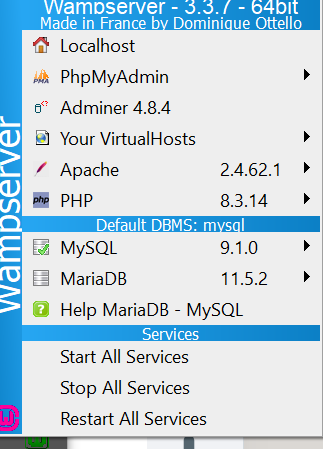 Wampserver - 3.3.7 - 64bit
Made in France by Dominique Ottello
Wampserver
Localhost
PhpMyAdmin
Adminer 4.8.4
Your VirtualHosts
Apache 2.4.62.1
php PHP 8.3.14
Default DBMS: mysql
MySQL 9.1.0
MariaDB 11.5.2
? Help MariaDB - MySQL
Services
Start All Services
Stop All Services
Restart All Services